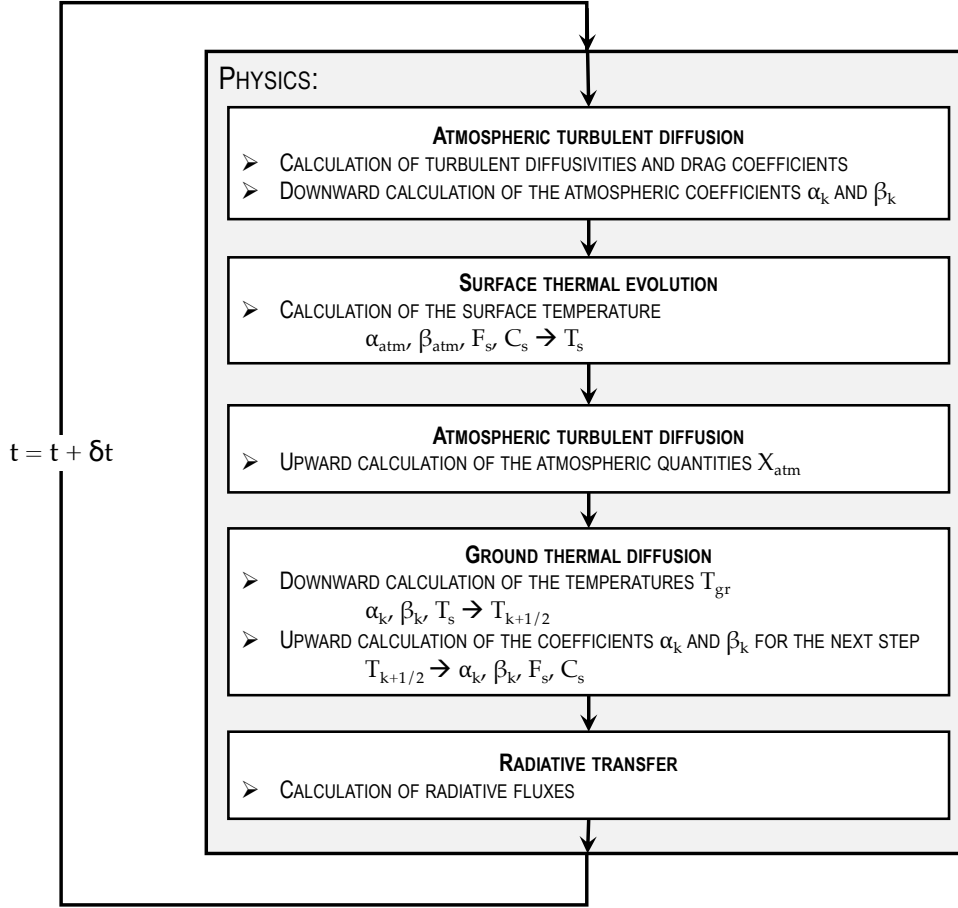 PHYSICS:
ATMOSPHERIC TURBULENT DIFFUSION
➢ CALCULATION OF TURBULENT DIFFUSIVITIES AND DRAG COEFFICIENTS
➢ DOWNWARD CALCULATION OF THE ATMOSPHERIC COEFFICIENTS αk AND βk
SURFACE THERMAL EVOLUTION
➢ CALCULATION OF THE SURFACE TEMPERATURE
αatm, βatm, Fs, Cs → Ts
ATMOSPHERIC TURBULENT DIFFUSION
➢ UPWARD CALCULATION OF THE ATMOSPHERIC QUANTITIES Xatm
t = t + δt
GROUND THERMAL DIFFUSION
➢ DOWNWARD CALCULATION OF THE TEMPERATURES Tgr
αk, βk, Ts → Tk+1/2
➢ UPWARD CALCULATION OF THE COEFFICIENTS αk AND βk FOR THE NEXT STEP
Tk+1/2 → αk, βk, Fs, Cs
RADIATIVE TRANSFER
➢ CALCULATION OF RADIATIVE FLUXES